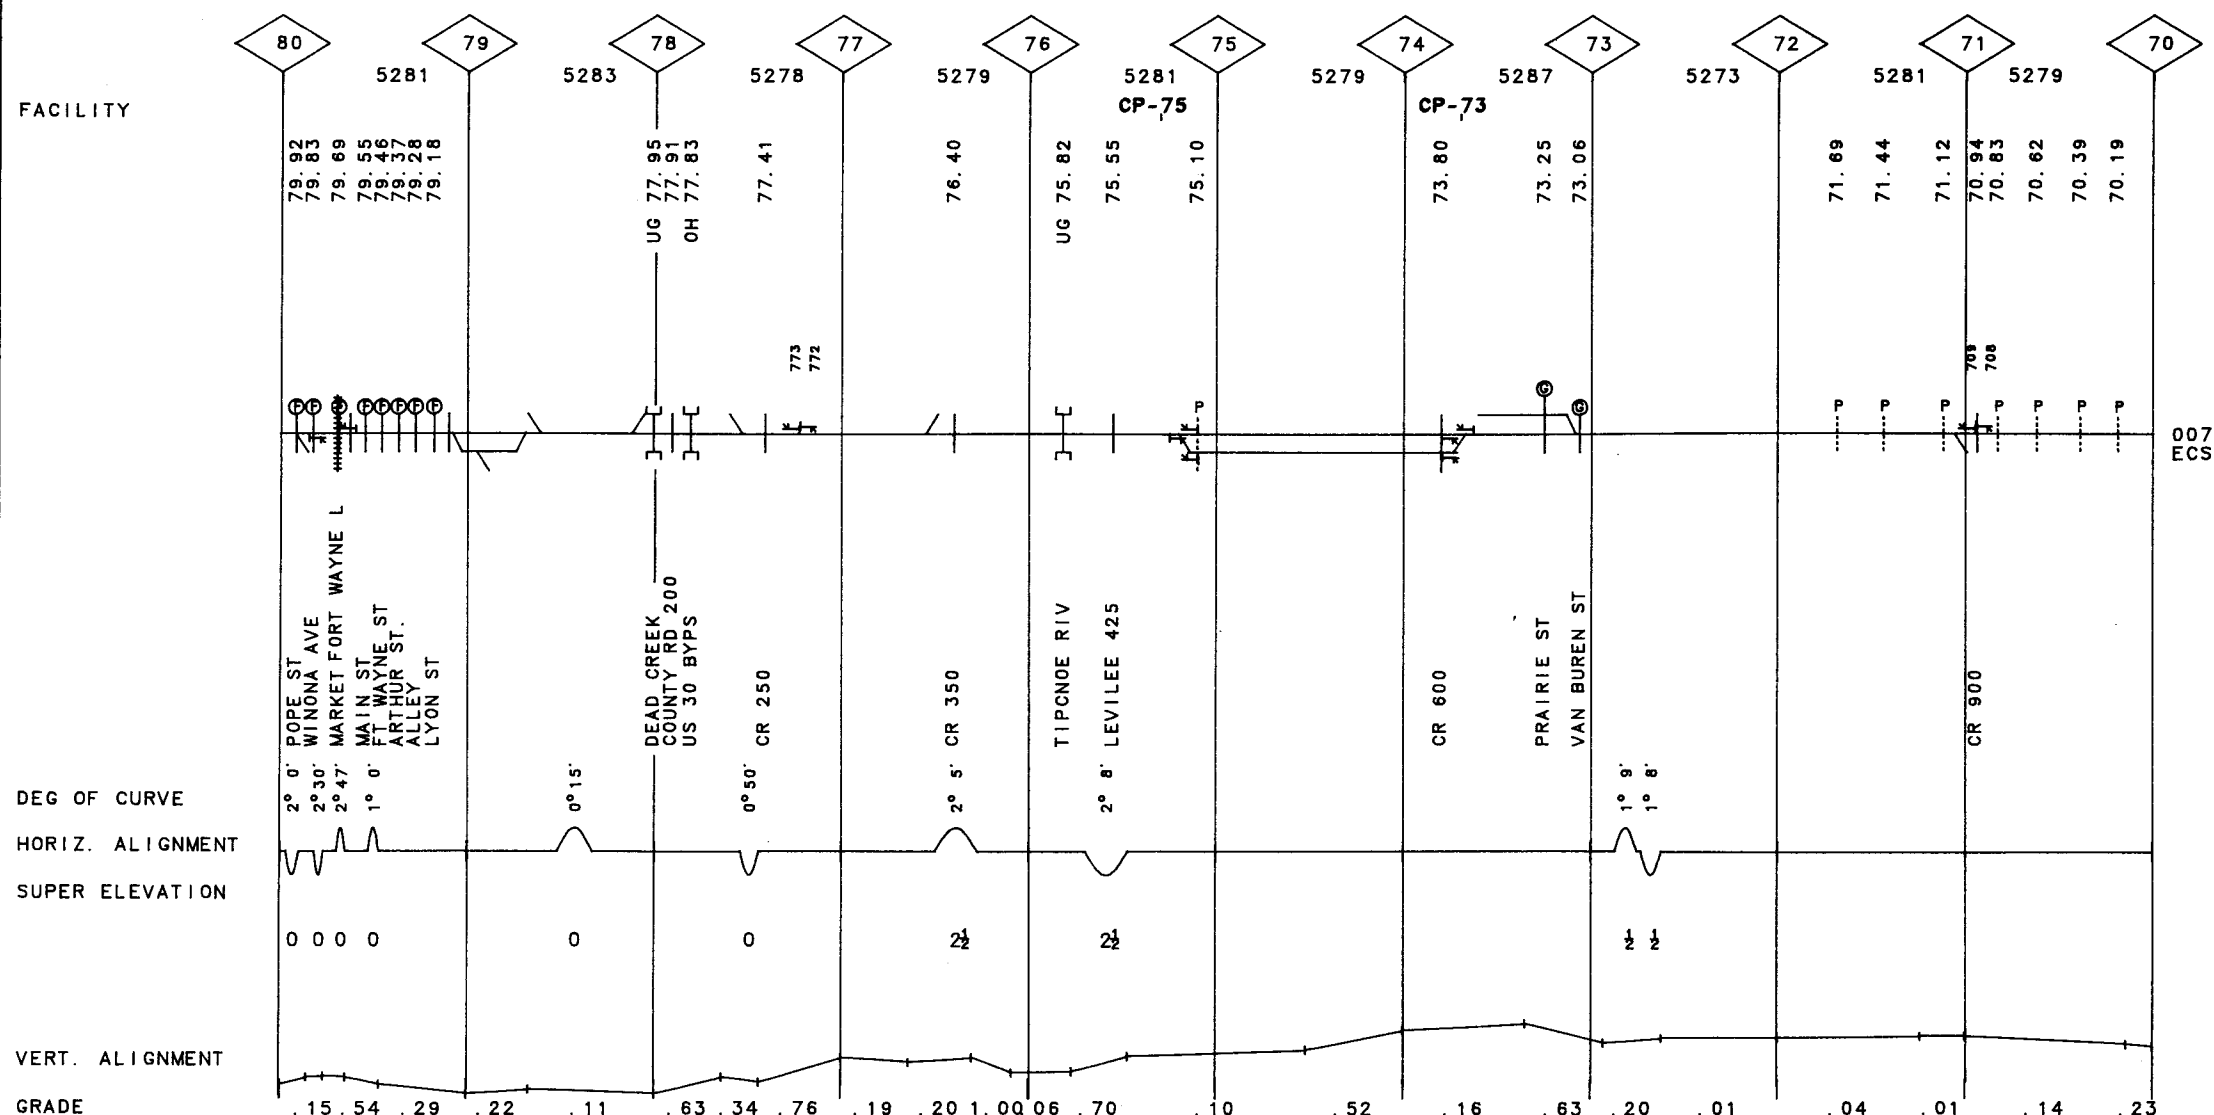 80 79 78 77 76 75 74 73 72 71 70
5281 5283 5278 5279 5281 5279 5287 5273 5281 5279
CP-75 CP-73
FACILITY
79.92
79.83
79.69
79.55
79.46
79.37
79.28
79.18
UG 77.95
77.91
OH 77.83
77.41
76.40
UG 75.82
75.55
75.10
73.80
73.25
73.06
71.69
71.44
71.12
70.94
70.83
70.62
70.39
70.19
773
772
709
708
F F F F F F F P G G P P P P P P P
007
ECS
POPE ST
WINONA AVE
MARKET FORT WAYNE L
MAIN ST
FT WAYNE ST
ARTHUR ST.
ALLEY
LYON ST
DEAD CREEK
COUNTY RD 200
US 30 BYPS
CR 250
CR 350
TIPCNOE RIV
LEVILEE 425
CR 600
PRAIRIE ST
VAN BUREN ST
CR 900
DEG OF CURVE
2° 0'
2°30'
2°47'
1° 0'
0°15'
0°50'
2° 5'
2° 8'
1° 9'
1° 8'
HORIZ. ALIGNMENT
SUPER ELEVATION
0 0 0 0 0 0 2½ 2½ ½ ½
VERT. ALIGNMENT
GRADE .15 .54 .29 .22 .11 .63 .34 .76 .19 .20 1.00 06 .70 .10 .52 .16 .63 .20 .01 .04 .01 .14 .23